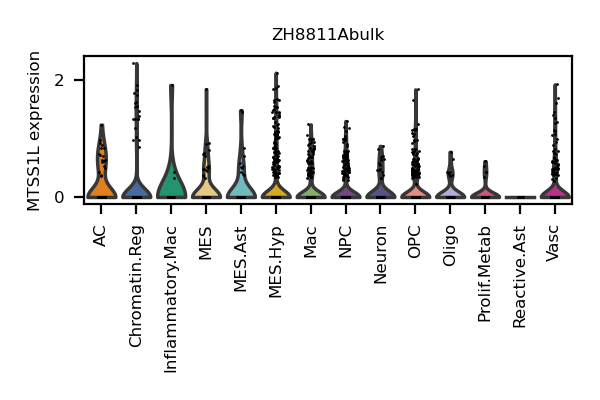 ZH8811Abulk
MTSS1L expression
2
0
AC
Chromatin.Reg
Inflammatory.Mac
MES
MES.Ast
MES.Hyp
Mac
NPC
Neuron
OPC
Oligo
Prolif.Metab
Reactive.Ast
Vasc